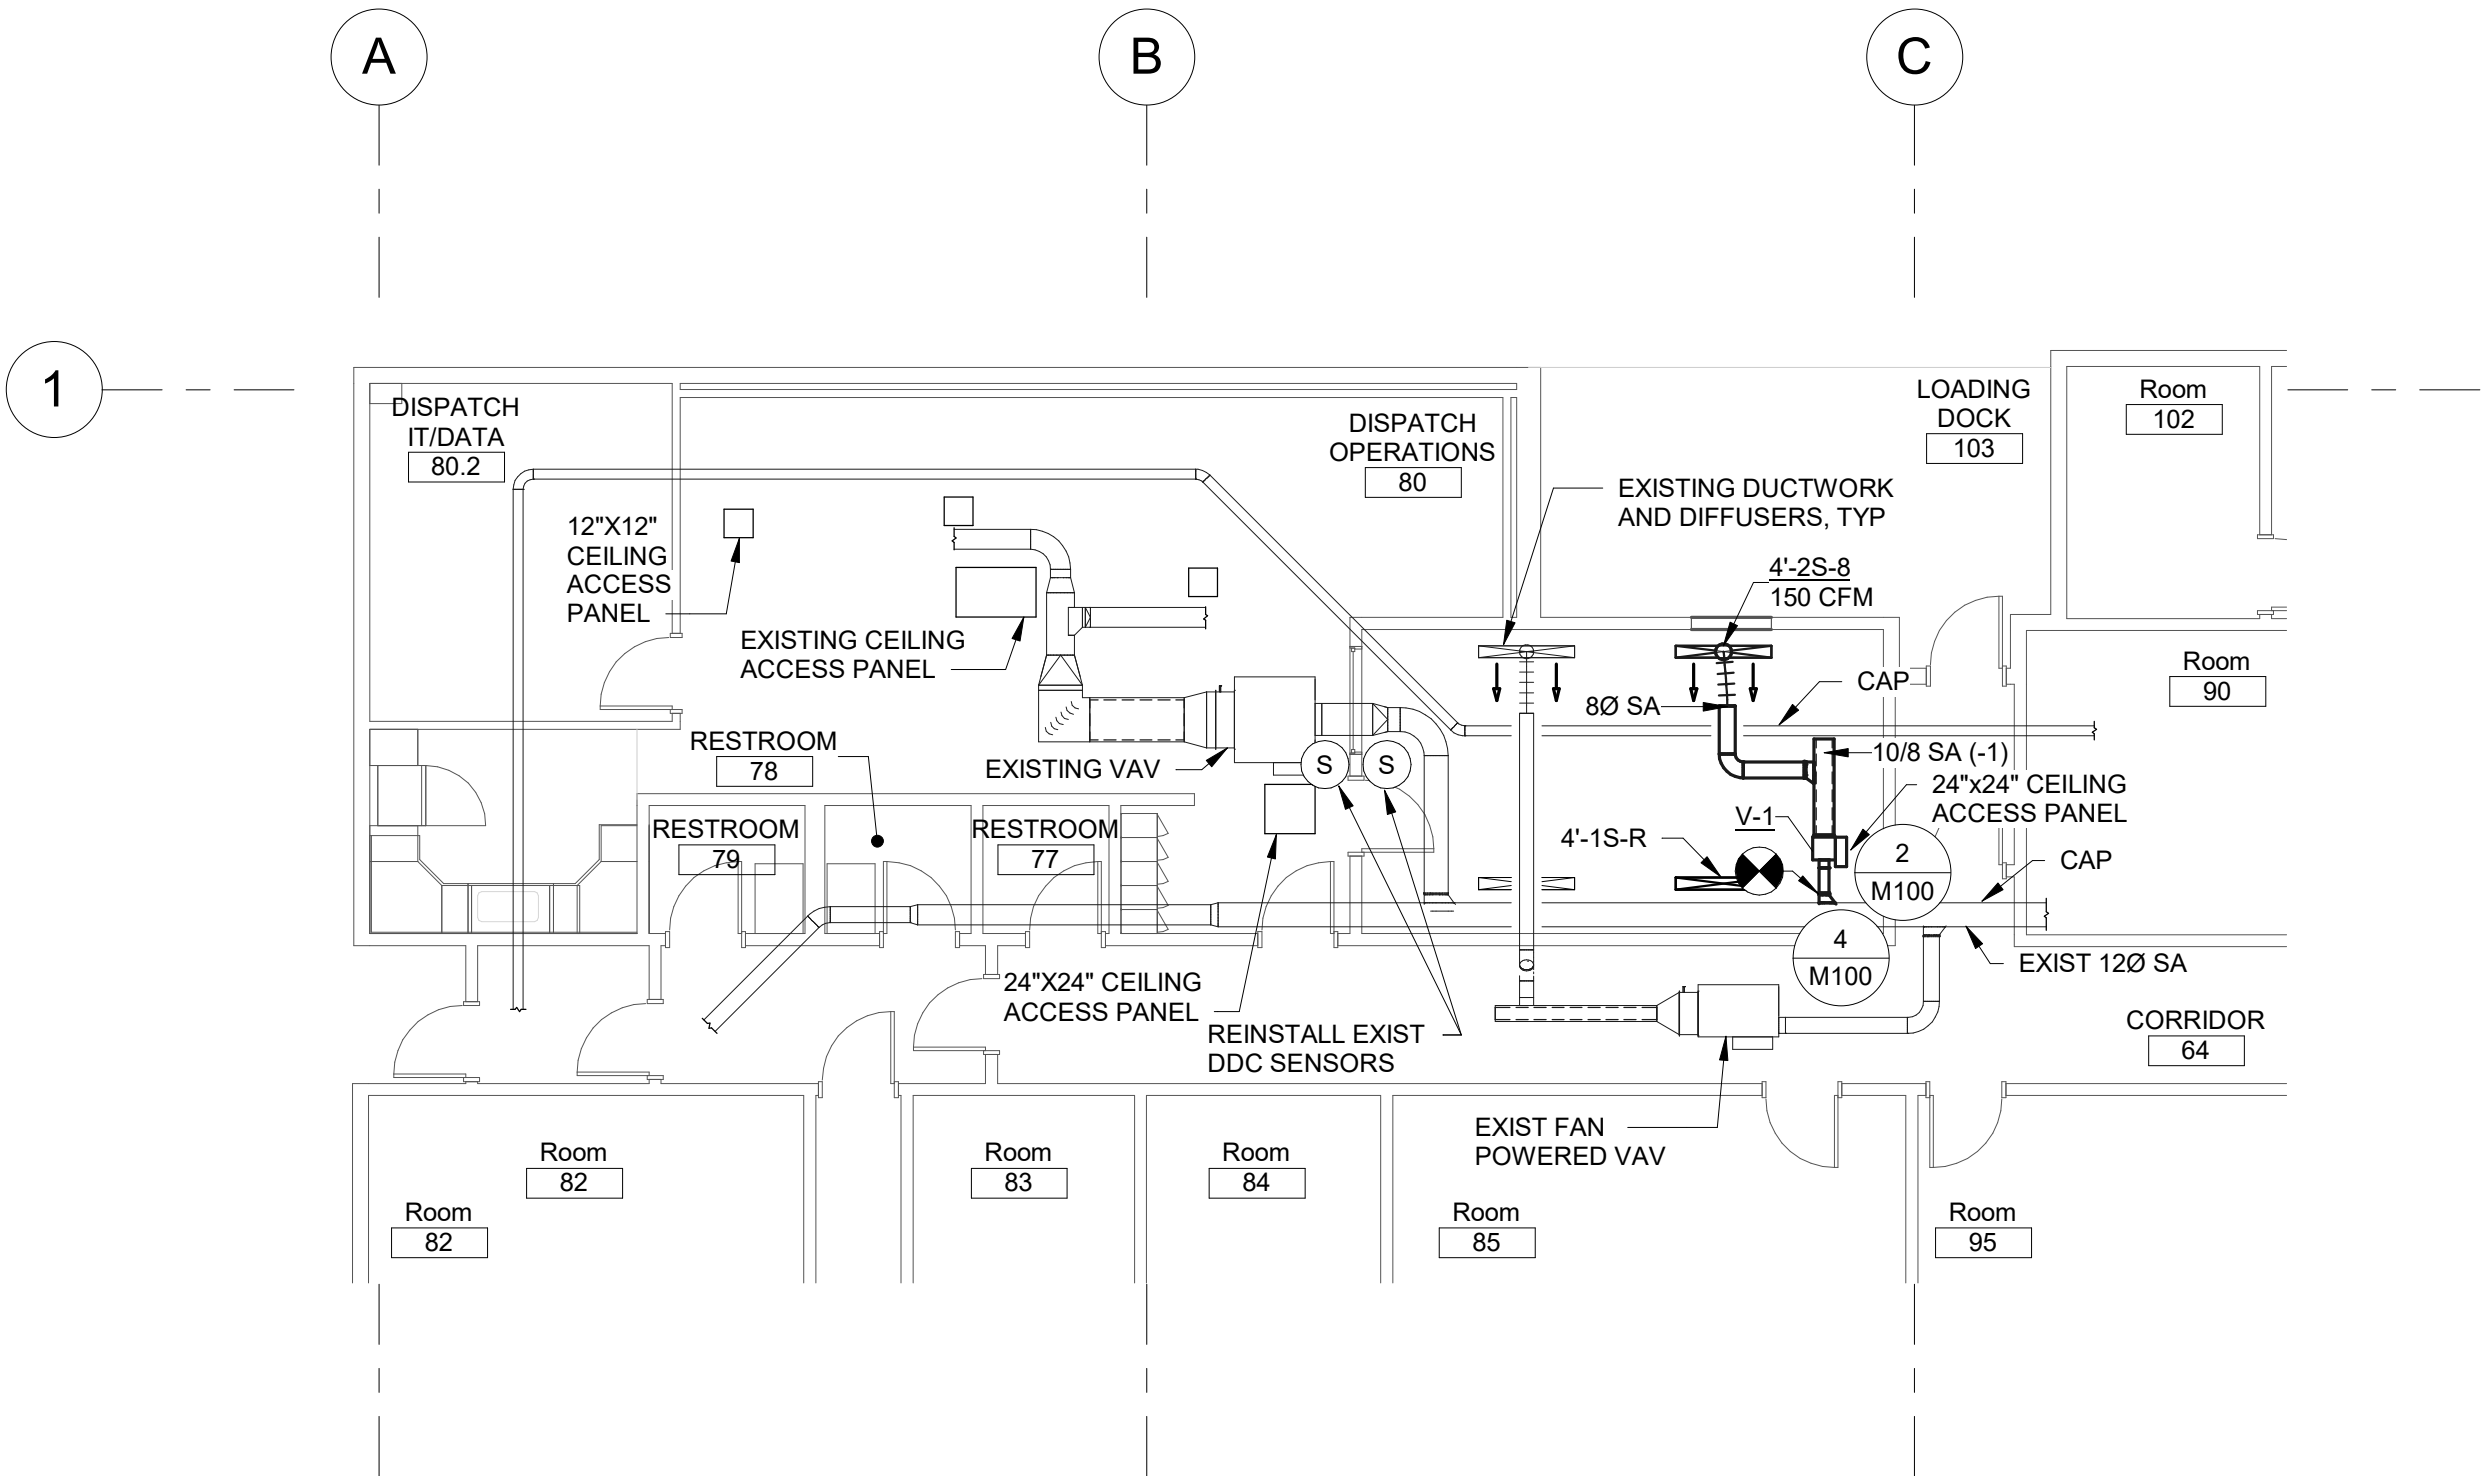 A
B
C
1
DISPATCH
IT/DATA
80.2
DISPATCH
OPERATIONS
80
LOADING
DOCK
103
Room
102
EXISTING DUCTWORK
AND DIFFUSERS, TYP
12"X12"
CEILING
ACCESS
PANEL
4'-2S-8
150 CFM
EXISTING CEILING
ACCESS PANEL
Room
90
CAP
8Ø SA
RESTROOM
78
EXISTING VAV
S
S
10/8 SA (-1)
24"x24" CEILING
ACCESS PANEL
RESTROOM
79
RESTROOM
77
V-1
4'-1S-R
2
M100
CAP
4
M100
EXIST 12Ø SA
24"X24" CEILING
ACCESS PANEL
REINSTALL EXIST
DDC SENSORS
CORRIDOR
64
EXIST FAN
POWERED VAV
Room
82
Room
83
Room
84
Room
82
Room
85
Room
95